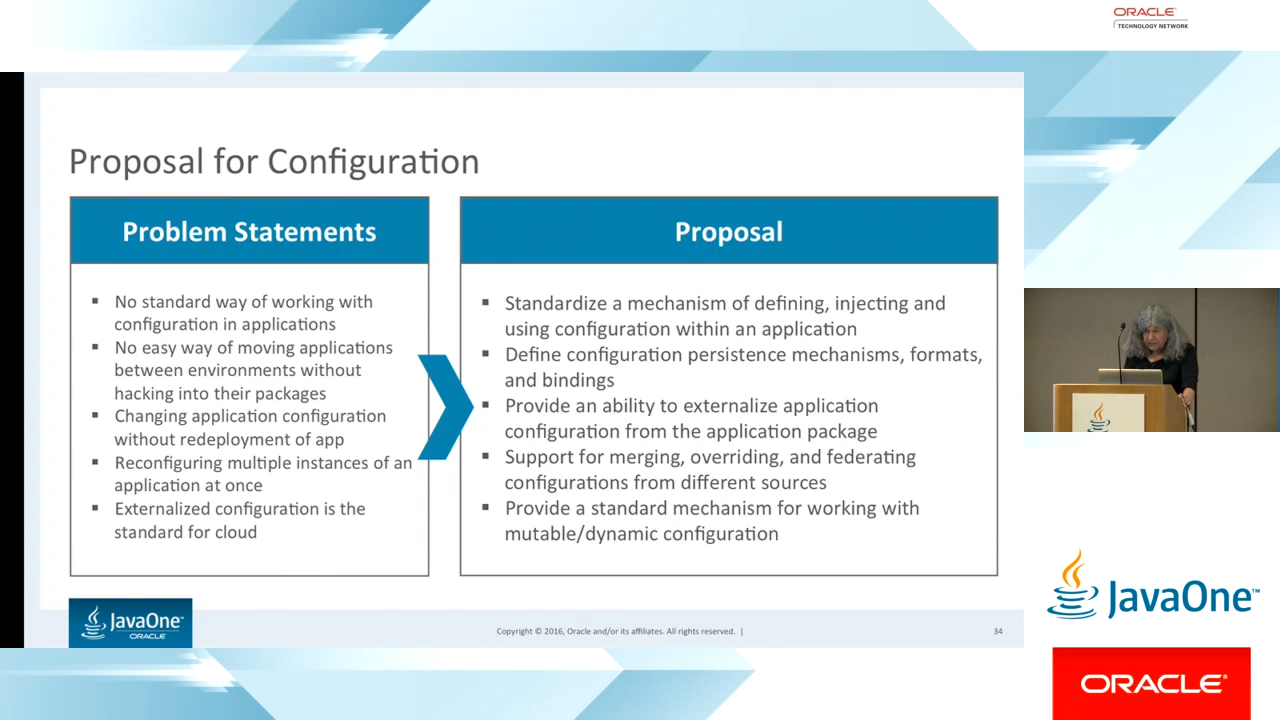 ORACLE
TECHNOLOGY NETWORK
Proposal for Configuration
Problem Statements
▪ No standard way of working with
configuration in applications
▪ No easy way of moving applications
between environments without
hacking into their packages
▪ Changing application configuration
without redeployment of app
▪ Reconfiguring multiple instances of an
application at once
▪ Externalized configuration is the
standard for cloud
Proposal
▪ Standardize a mechanism of defining, injecting and
using configuration within an application
▪ Define configuration persistence mechanisms, formats,
and bindings
▪ Provide an ability to externalize application
configuration from the application package
▪ Support for merging, overriding, and federating
configurations from different sources
▪ Provide a standard mechanism for working with
mutable/dynamic configuration
JavaOne™
ORACLE
Copyright © 2016, Oracle and/or its affiliates. All rights reserved. |
34
JavaOne™
ORACLE®